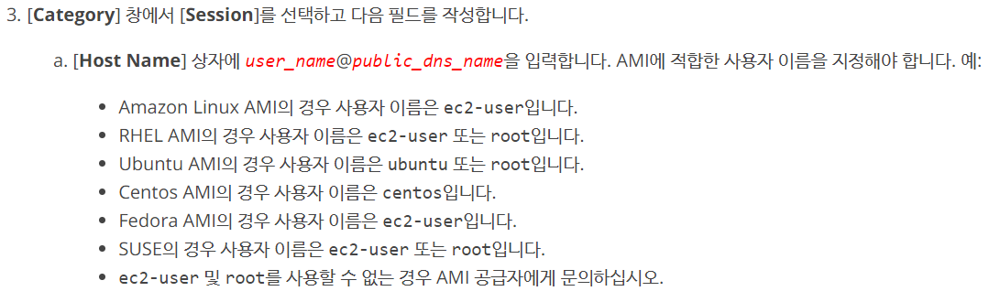 3. [Category] 창에서 [Session]를 선택하고 다음 필드를 작성합니다.
a. [Host Name] 상자에 user_name@public_dns_name을 입력합니다. AMI에 적합한 사용자 이름을 지정해야 합니다. 예:
• Amazon Linux AMI의 경우 사용자 이름은 ec2-user입니다.
• RHEL AMI의 경우 사용자 이름은 ec2-user 또는 root입니다.
• Ubuntu AMI의 경우 사용자 이름은 ubuntu 또는 root입니다.
• Centos AMI의 경우 사용자 이름은 centos입니다.
• Fedora AMI의 경우 사용자 이름은 ec2-user입니다.
• SUSE의 경우 사용자 이름은 ec2-user 또는 root입니다.
• ec2-user 및 root를 사용할 수 없는 경우 AMI 공급자에게 문의하십시오.